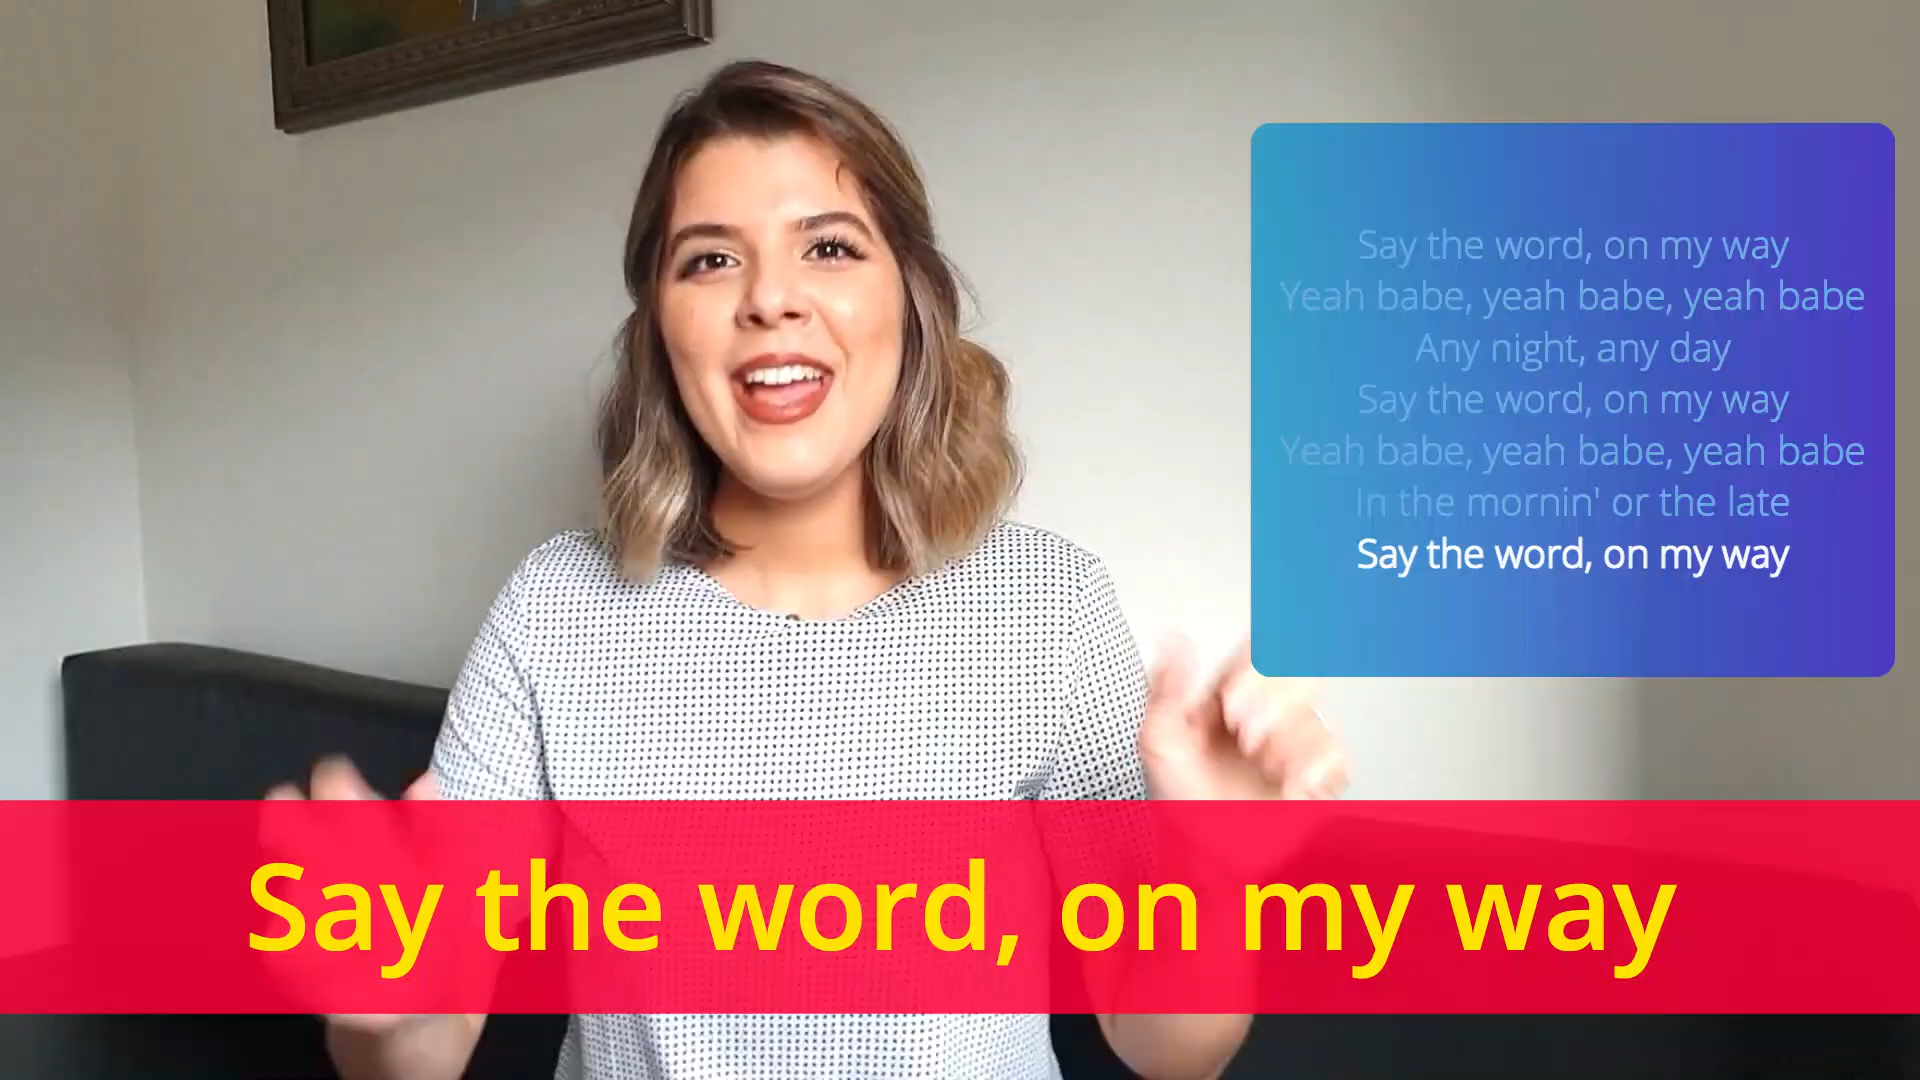 Say the word, on my way
Yeah babe, yeah babe, yeah babe
Any night, any day
Say the word, on my way
Yeah babe, yeah babe, yeah babe
In the mornin' or the late
Say the word, on my way
Say the word, on my way